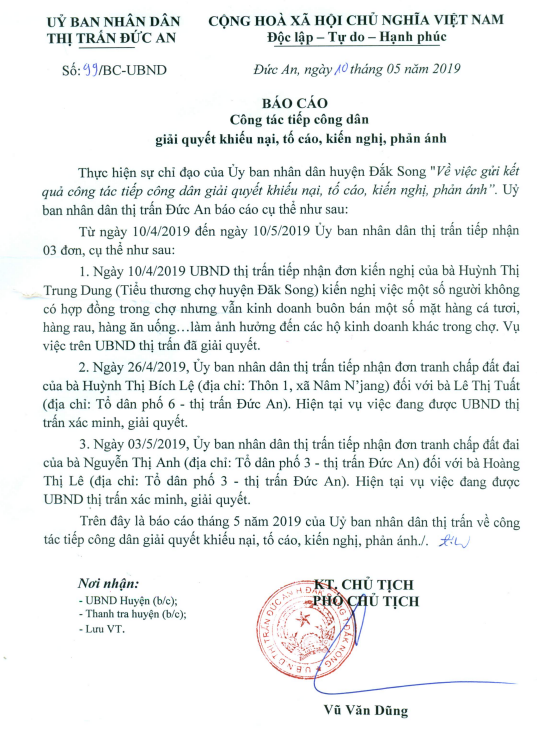 UỶ BAN NHÂN DÂN
THỊ TRẤN ĐỨC AN
CỘNG HOÀ XÃ HỘI CHỦ NGHĨA VIỆT NAM
Độc lập – Tự do – Hạnh phúc
Số: 99/BC-UBND
Đức An, ngày 10 tháng 05 năm 2019
BÁO CÁO
Công tác tiếp công dân
giải quyết khiếu nại, tố cáo, kiến nghị, phản ánh
Thực hiện sự chỉ đạo của Ủy ban nhân dân huyện Đắk Song "Về việc gửi kết
quả công tác tiếp công dân giải quyết khiếu nại, tố cáo, kiến nghị, phản ánh”. Uỷ
ban nhân dân thị trấn Đức An báo cáo cụ thể như sau:
Từ ngày 10/4/2019 đến ngày 10/5/2019 Ủy ban nhân dân thị trấn tiếp nhận
03 đơn, cụ thể như sau:
1. Ngày 10/4/2019 UBND thị trấn tiếp nhận đơn kiến nghị của bà Huỳnh Thị
Trung Dung (Tiểu thương chợ huyện Đăk Song) kiến nghị việc một số người không
có hợp đồng trong chợ nhưng vẫn kinh doanh buôn bán một số mặt hàng cá tươi,
hàng rau, hàng ăn uống…làm ảnh hưởng đến các hộ kinh doanh khác trong chợ. Vụ
việc trên UBND thị trấn đã giải quyết.
2. Ngày 26/4/2019, Ủy ban nhân dân thị trấn tiếp nhận đơn tranh chấp đất đai
của bà Huỳnh Thị Bích Lệ (địa chỉ: Thôn 1, xã Nâm N’jang) đối với bà Lê Thị Tuất
(địa chỉ: Tổ dân phố 6 - thị trấn Đức An). Hiện tại vụ việc đang được UBND thị
trấn xác minh, giải quyết.
3. Ngày 03/5/2019, Ủy ban nhân dân thị trấn tiếp nhận đơn tranh chấp đất đai
của bà Nguyễn Thị Anh (địa chỉ: Tổ dân phố 3 - thị trấn Đức An) đối với bà Hoàng
Thị Lê (địa chỉ: Tổ dân phố 3 - thị trấn Đức An). Hiện tại vụ việc đang được
UBND thị trấn xác minh, giải quyết.
Trên đây là báo cáo tháng 5 năm 2019 của Uỷ ban nhân dân thị trấn về công
tác tiếp công dân giải quyết khiếu nại, tố cáo, kiến nghị, phản ánh./.
Nơi nhận:
- UBND Huyện (b/c);
- Thanh tra huyện (b/c);
- Lưu VT.
KT. CHỦ TỊCH
PHÓ CHỦ TỊCH
U.B.N.D THỊ TRẤN ĐỨC AN H.ĐĂK SONG T.ĐĂK NÔNG
Vũ Văn Dũng